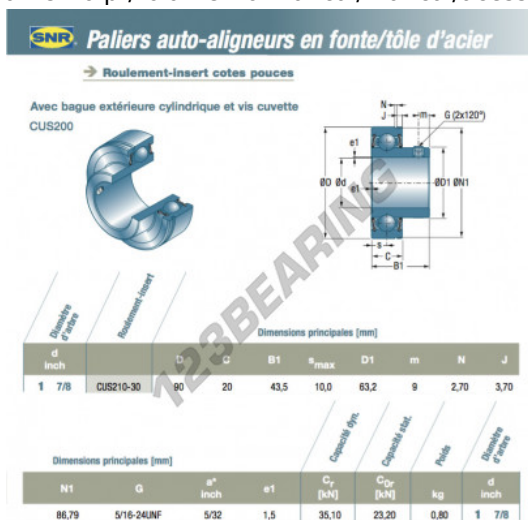 SNR Paliers auto-aligneurs en fonte/tôle d'acier
Roulement-insert cotes pouces
Avec bague extérieure cylindrique et vis cuvette
CUS200
N
J m G (2x120°)
e1
ØD Ød e1 ØD1 ØN1
s
C
B1
123BEARING
Diamètre d'arbre Roulement-insert
Dimensions principales [mm]
d inch D C B1 smax D1 m N J
1 7/8 CUS210-30 90 20 43,5 10,0 63,2 9 2,70 3,70
Capacité dyn. Capacité stat. Poids Diamètre d'arbre
Dimensions principales [mm]
N1 G a* inch e1 Cr [kN] C0r [kN] kg d inch
86,79 5/16-24UNF 5/32 1,5 35,10 23,20 0,80 1 7/8